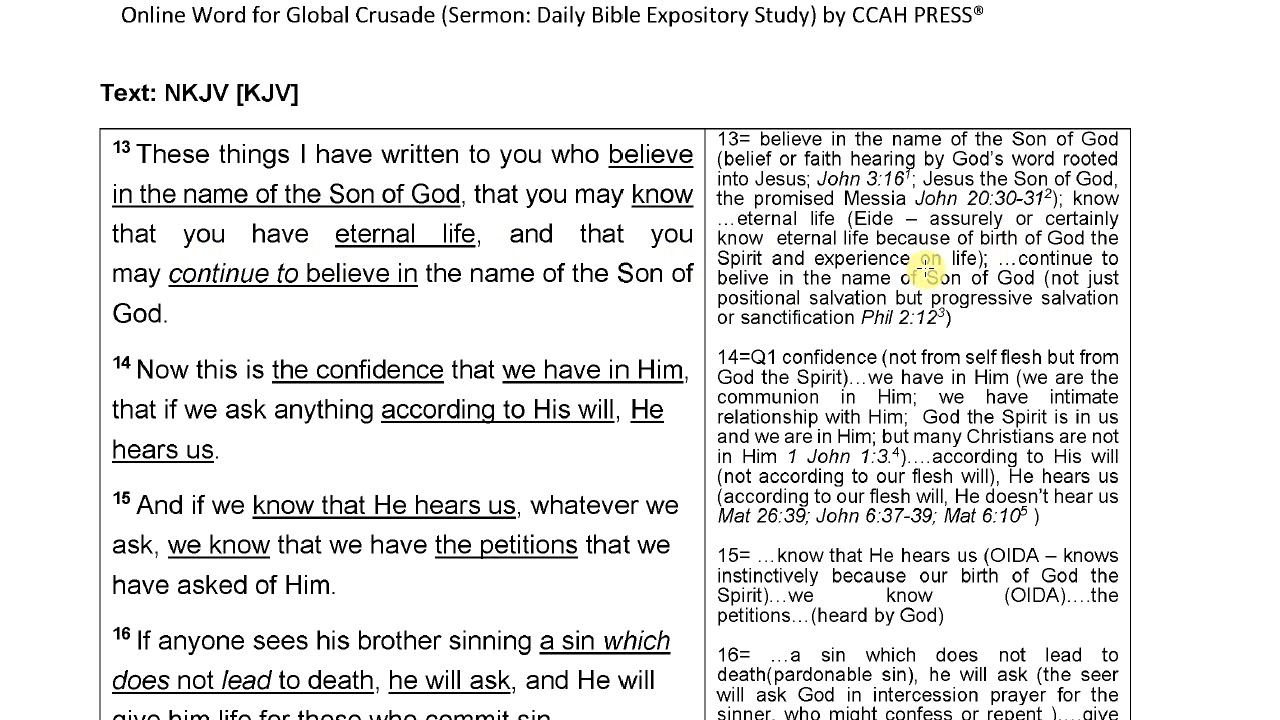 Online Word for Global Crusade (Sermon: Daily Bible Expository Study) by CCAH PRESS®
Text: NKJV [KJV]
13 These things I have written to you who believe
in the name of the Son of God, that you may know
that you have eternal life, and that you
may continue to believe in the name of the Son of
God.
14 Now this is the confidence that we have in Him,
that if we ask anything according to His will, He
hears us.
15 And if we know that He hears us, whatever we
ask, we know that we have the petitions that we
have asked of Him.
16 If anyone sees his brother sinning a sin which
does not lead to death, he will ask, and He will
give him life for those who commit sin
13= believe in the name of the Son of God
(belief or faith hearing by God's word rooted
into Jesus; John 3:16¹; Jesus the Son of God,
the promised Messia John 20:30-31²); know
…eternal life (Eide – assurely or certainly
know eternal life because of birth of God the
Spirit and experience on life); …continue to
belive in the name of Son of God (not just
positional salvation but progressive salvation
or sanctification Phil 2:12³)
14=Q1 confidence (not from self flesh but from
God the Spirit)…we have in Him (we are the
communion in Him; we have intimate
relationship with Him; God the Spirit is in us
and we are in Him; but many Christians are not
in Him 1 John 1:3.⁴)….according to His will
(not according to our flesh will), He hears us
(according to our flesh will, He doesn't hear us
Mat 26:39; John 6:37-39; Mat 6:10⁵ )
15= …know that He hears us (OIDA – knows
instinctively because our birth of God the
Spirit)…we know (OIDA)….the
petitions…(heard by God)
16= …a sin which does not lead to
death(pardonable sin), he will ask (the seer
will ask God in intercession prayer for the
sinner, who might confess or repent )….give